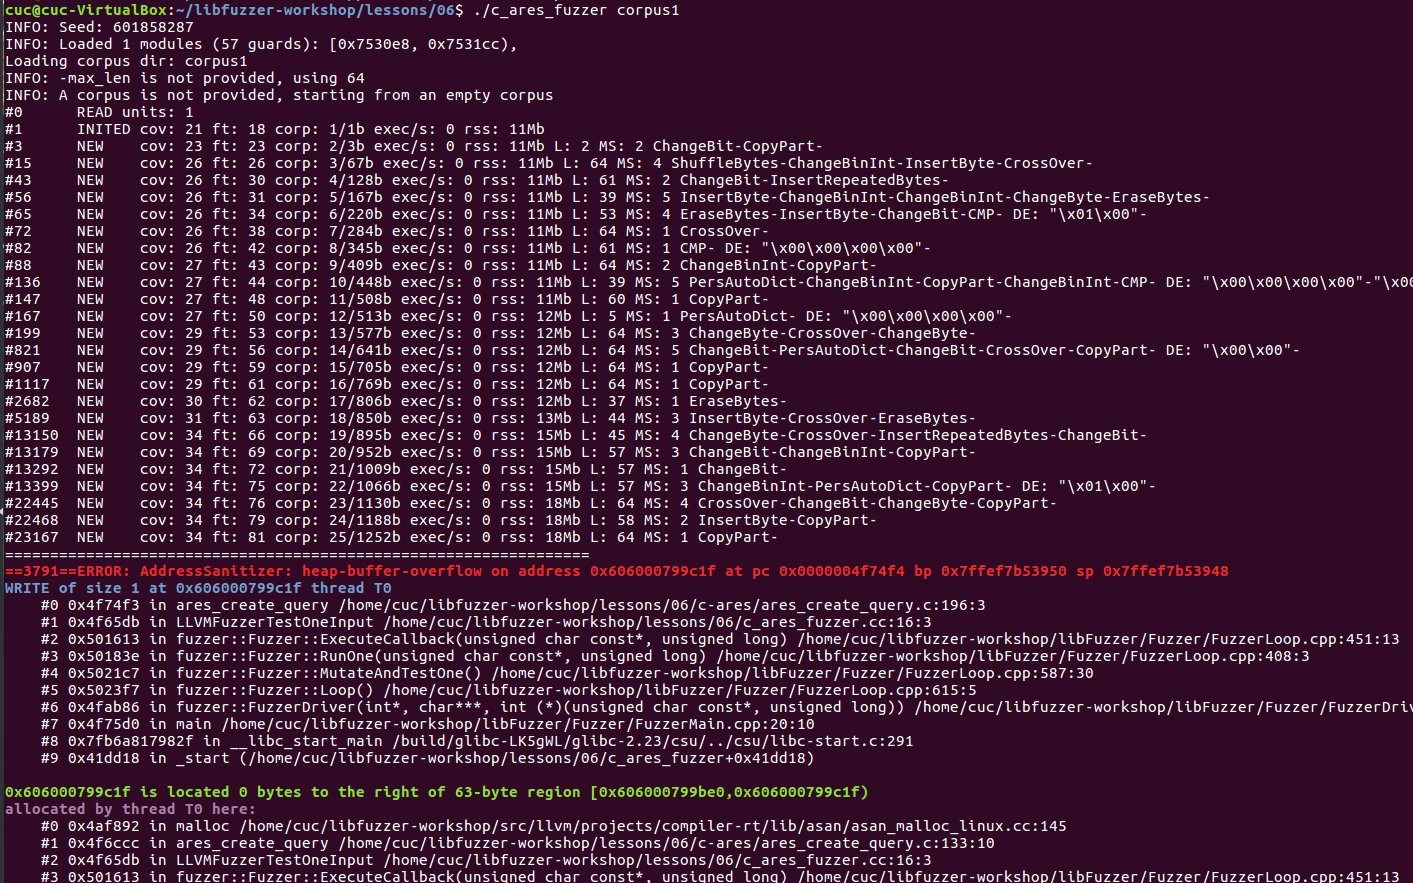 cuc@cuc-VirtualBox:~/libfuzzer-workshop/lessons/06$ ./c_ares_fuzzer corpus1
INFO: Seed: 601858287
INFO: Loaded 1 modules (57 guards): [0x7530e8, 0x7531cc),
Loading corpus dir: corpus1
INFO: -max_len is not provided, using 64
INFO: A corpus is not provided, starting from an empty corpus
#0      READ units: 1
#1      INITED cov: 21 ft: 18 corp: 1/1b exec/s: 0 rss: 11Mb
#3      NEW    cov: 23 ft: 23 corp: 2/3b exec/s: 0 rss: 11Mb L: 2 MS: 2 ChangeBit-CopyPart-
#15     NEW    cov: 26 ft: 26 corp: 3/67b exec/s: 0 rss: 11Mb L: 64 MS: 4 ShuffleBytes-ChangeBinInt-InsertByte-CrossOver-
#43     NEW    cov: 26 ft: 30 corp: 4/128b exec/s: 0 rss: 11Mb L: 61 MS: 2 ChangeBit-InsertRepeatedBytes-
#56     NEW    cov: 26 ft: 31 corp: 5/167b exec/s: 0 rss: 11Mb L: 39 MS: 5 InsertByte-ChangeBinInt-ChangeBinInt-ChangeByte-EraseBytes-
#65     NEW    cov: 26 ft: 34 corp: 6/220b exec/s: 0 rss: 11Mb L: 53 MS: 4 EraseBytes-InsertByte-ChangeBit-CMP- DE: "\x01\x00"-
#72     NEW    cov: 26 ft: 38 corp: 7/284b exec/s: 0 rss: 11Mb L: 64 MS: 1 CrossOver-
#82     NEW    cov: 26 ft: 42 corp: 8/345b exec/s: 0 rss: 11Mb L: 61 MS: 1 CMP- DE: "\x00\x00\x00\x00"-
#88     NEW    cov: 27 ft: 43 corp: 9/409b exec/s: 0 rss: 11Mb L: 64 MS: 2 ChangeBinInt-CopyPart-
#136    NEW    cov: 27 ft: 44 corp: 10/448b exec/s: 0 rss: 11Mb L: 39 MS: 5 PersAutoDict-ChangeBinInt-CopyPart-ChangeBinInt-CMP- DE: "\x00\x00\x00\x00"-"\x0
#147    NEW    cov: 27 ft: 48 corp: 11/508b exec/s: 0 rss: 11Mb L: 60 MS: 1 CopyPart-
#167    NEW    cov: 27 ft: 50 corp: 12/513b exec/s: 0 rss: 12Mb L: 5 MS: 1 PersAutoDict- DE: "\x00\x00\x00\x00"-
#199    NEW    cov: 29 ft: 53 corp: 13/577b exec/s: 0 rss: 12Mb L: 64 MS: 3 ChangeByte-CrossOver-ChangeByte-
#821    NEW    cov: 29 ft: 56 corp: 14/641b exec/s: 0 rss: 12Mb L: 64 MS: 5 ChangeBit-PersAutoDict-ChangeBit-CrossOver-CopyPart- DE: "\x00\x00"-
#907    NEW    cov: 29 ft: 59 corp: 15/705b exec/s: 0 rss: 12Mb L: 64 MS: 1 CopyPart-
#1117   NEW    cov: 29 ft: 61 corp: 16/769b exec/s: 0 rss: 12Mb L: 64 MS: 1 CopyPart-
#2682   NEW    cov: 30 ft: 62 corp: 17/806b exec/s: 0 rss: 12Mb L: 37 MS: 1 EraseBytes-
#5189   NEW    cov: 31 ft: 63 corp: 18/850b exec/s: 0 rss: 13Mb L: 44 MS: 3 InsertByte-CrossOver-EraseBytes-
#13150  NEW    cov: 34 ft: 66 corp: 19/895b exec/s: 0 rss: 15Mb L: 45 MS: 4 ChangeByte-CrossOver-InsertRepeatedBytes-ChangeBit-
#13179  NEW    cov: 34 ft: 69 corp: 20/952b exec/s: 0 rss: 15Mb L: 57 MS: 3 ChangeBit-ChangeBinInt-CopyPart-
#13292  NEW    cov: 34 ft: 72 corp: 21/1009b exec/s: 0 rss: 15Mb L: 57 MS: 1 ChangeBit-
#13399  NEW    cov: 34 ft: 75 corp: 22/1066b exec/s: 0 rss: 15Mb L: 57 MS: 3 ChangeBinInt-PersAutoDict-CopyPart- DE: "\x01\x00"-
#22445  NEW    cov: 34 ft: 76 corp: 23/1130b exec/s: 0 rss: 18Mb L: 64 MS: 4 CrossOver-ChangeBit-ChangeByte-CopyPart-
#22468  NEW    cov: 34 ft: 79 corp: 24/1188b exec/s: 0 rss: 18Mb L: 58 MS: 2 InsertByte-CopyPart-
#23167  NEW    cov: 34 ft: 81 corp: 25/1252b exec/s: 0 rss: 18Mb L: 64 MS: 1 CopyPart-
=================================================================
==3791==ERROR: AddressSanitizer: heap-buffer-overflow on address 0x606000799c1f at pc 0x0000004f74f4 bp 0x7ffef7b53950 sp 0x7ffef7b53948
WRITE of size 1 at 0x606000799c1f thread T0
    #0 0x4f74f3 in ares_create_query /home/cuc/libfuzzer-workshop/lessons/06/c-ares/ares_create_query.c:196:3
    #1 0x4f65db in LLVMFuzzerTestOneInput /home/cuc/libfuzzer-workshop/lessons/06/c_ares_fuzzer.cc:16:3
    #2 0x501613 in fuzzer::Fuzzer::ExecuteCallback(unsigned char const*, unsigned long) /home/cuc/libfuzzer-workshop/libFuzzer/Fuzzer/FuzzerLoop.cpp:451:13
    #3 0x50183e in fuzzer::Fuzzer::RunOne(unsigned char const*, unsigned long) /home/cuc/libfuzzer-workshop/libFuzzer/Fuzzer/FuzzerLoop.cpp:408:3
    #4 0x5021c7 in fuzzer::Fuzzer::MutateAndTestOne() /home/cuc/libfuzzer-workshop/libFuzzer/Fuzzer/FuzzerLoop.cpp:587:30
    #5 0x5023f7 in fuzzer::Fuzzer::Loop() /home/cuc/libfuzzer-workshop/libFuzzer/Fuzzer/FuzzerLoop.cpp:615:5
    #6 0x4fab86 in fuzzer::FuzzerDriver(int*, char***, int (*)(unsigned char const*, unsigned long)) /home/cuc/libfuzzer-workshop/libFuzzer/Fuzzer/FuzzerDriv
    #7 0x4f75d0 in main /home/cuc/libfuzzer-workshop/libFuzzer/Fuzzer/FuzzerMain.cpp:20:10
    #8 0x7fb6a817982f in __libc_start_main /build/glibc-LK5gWL/glibc-2.23/csu/../csu/libc-start.c:291
    #9 0x41dd18 in _start (/home/cuc/libfuzzer-workshop/lessons/06/c_ares_fuzzer+0x41dd18)

0x606000799c1f is located 0 bytes to the right of 63-byte region [0x606000799be0,0x606000799c1f)
allocated by thread T0 here:
    #0 0x4af892 in malloc /home/cuc/libfuzzer-workshop/src/llvm/projects/compiler-rt/lib/asan/asan_malloc_linux.cc:145
    #1 0x4f6ccc in ares_create_query /home/cuc/libfuzzer-workshop/lessons/06/c-ares/ares_create_query.c:133:10
    #2 0x4f65db in LLVMFuzzerTestOneInput /home/cuc/libfuzzer-workshop/lessons/06/c_ares_fuzzer.cc:16:3
    #3 0x501613 in fuzzer::Fuzzer::ExecuteCallback(unsigned char const*, unsigned long) /home/cuc/libfuzzer-workshop/libFuzzer/Fuzzer/FuzzerLoop.cpp:451:13